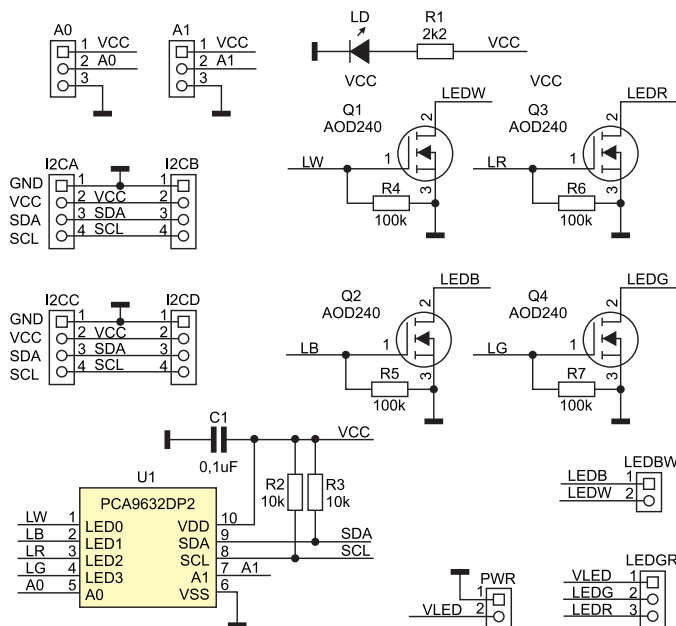 A0
1 VCC
2 A0
3
A1
1 VCC
2 A1
3
LD
R1
2k2
VCC
VCC
VCC
Q1
AOD240
LEDW
2
LW
1
3
R4
100k
Q3
AOD240
LEDR
2
LR
1
3
R6
100k
I2CA
I2CB
GND 1 1
VCC 2 VCC 2
SDA 3 SDA 3
SCL 4 SCL 4
Q2
AOD240
LEDB
2
LB
1
3
R5
100k
Q4
AOD240
LEDG
2
LG
1
3
R7
100k
I2CC
I2CD
GND 1 1
VCC 2 VCC 2
SDA 3 SDA 3
SCL 4 SCL 4
C1
0,1uF
VCC
R2
10k
R3
10k
U1
PCA9632DP2
LW 1 LED0 VDD 10
LB 2 LED1 SDA 9 SDA
LR 3 LED2 SCL 8 SCL
LG 4 LED3 A1 7 A1
A0 5 A0 VSS 6
LEDBW
LEDB 1
LEDW 2
PWR
1
VLED 2
LEDGR
VLED 1
LEDG 2
LEDR 3